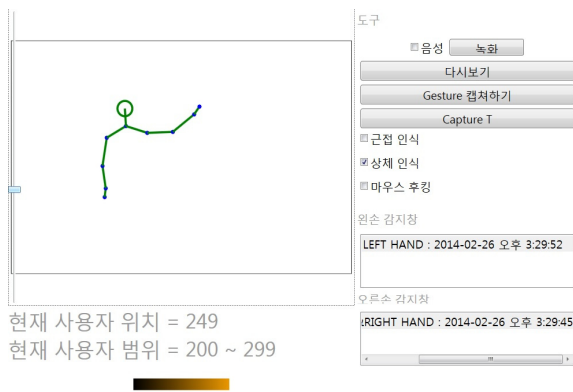 도구
음성 녹화
다시보기
Gesture 캡쳐하기
Capture T
근접 인식
상체 인식
마우스 후킹
왼손 감지창
LEFT HAND : 2014-02-26 오후 3:29:52
오른손 감지창
RIGHT HAND : 2014-02-26 오후 3:29:45
현재 사용자 위치 = 249
현재 사용자 범위 = 200 ~ 299